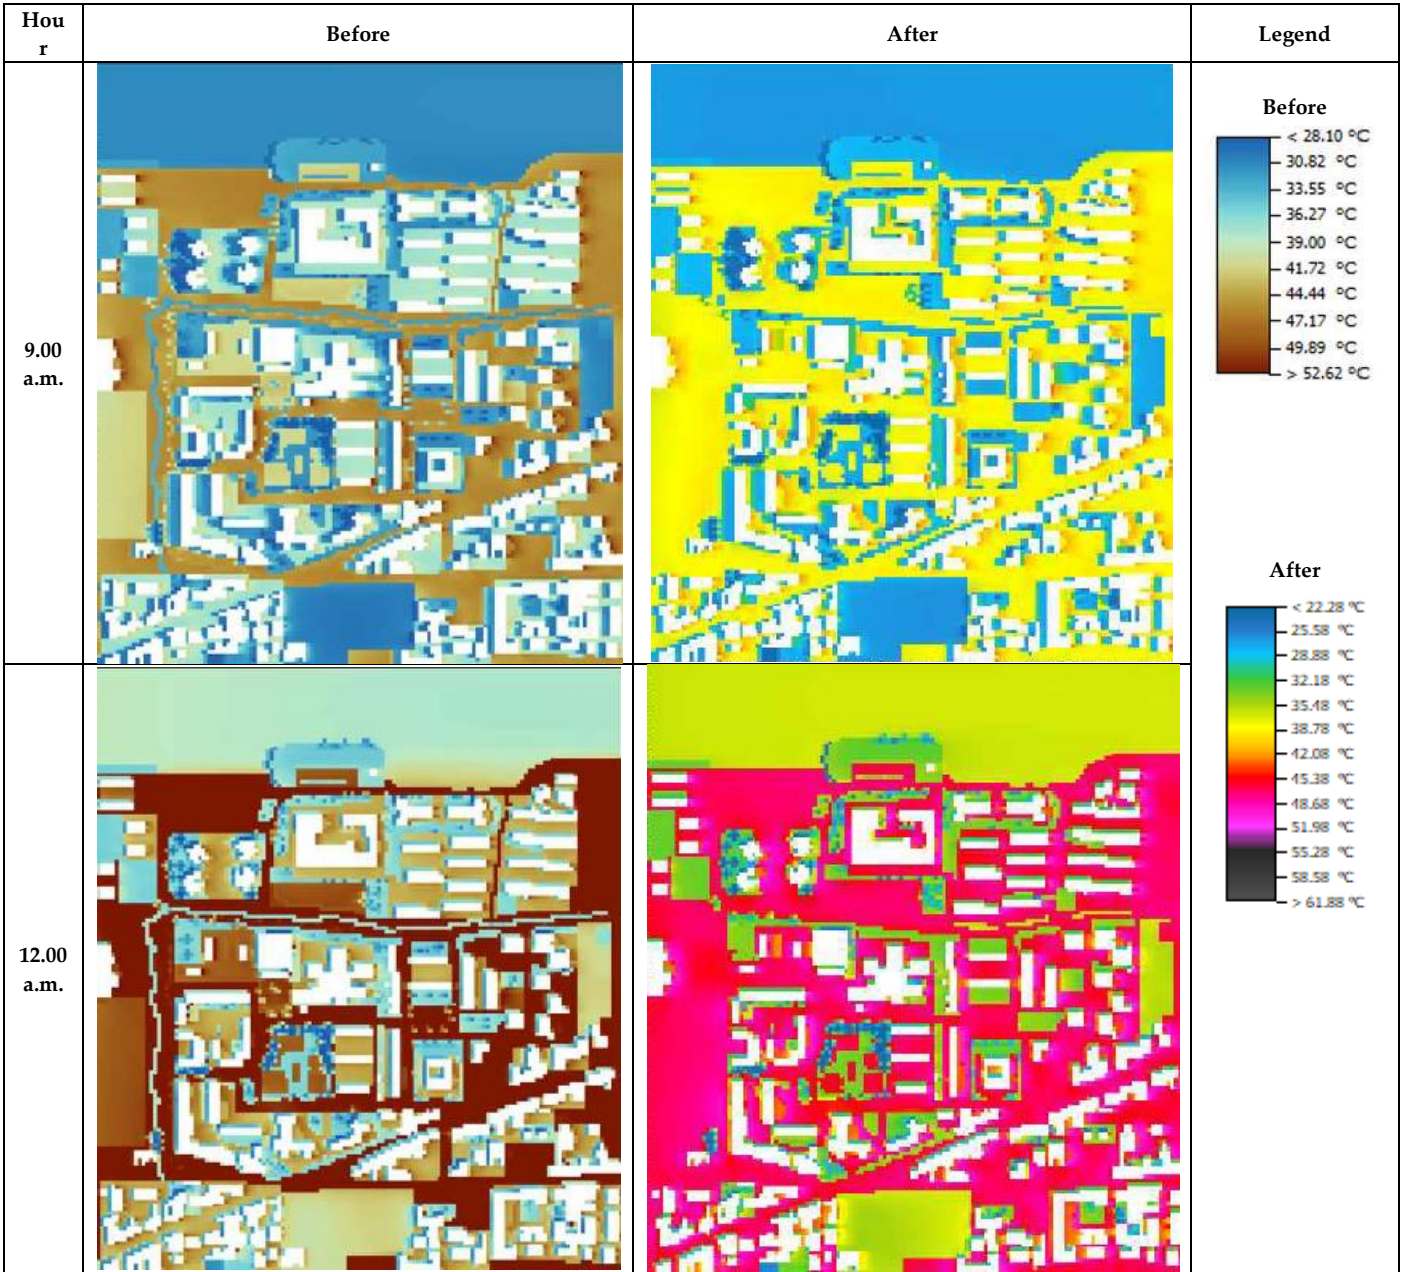 Hou
r
Before
After
Legend
9.00
a.m.
Before
< 28.10 °C
30.82 °C
33.55 °C
36.27 °C
39.00 °C
41.72 °C
44.44 °C
47.17 °C
49.89 °C
> 52.62 °C
After
< 22.28 °C
25.58 °C
28.88 °C
32.18 °C
35.48 °C
38.78 °C
42.08 °C
45.38 °C
48.68 °C
51.98 °C
55.28 °C
58.58 °C
> 61.88 °C
12.00
a.m.